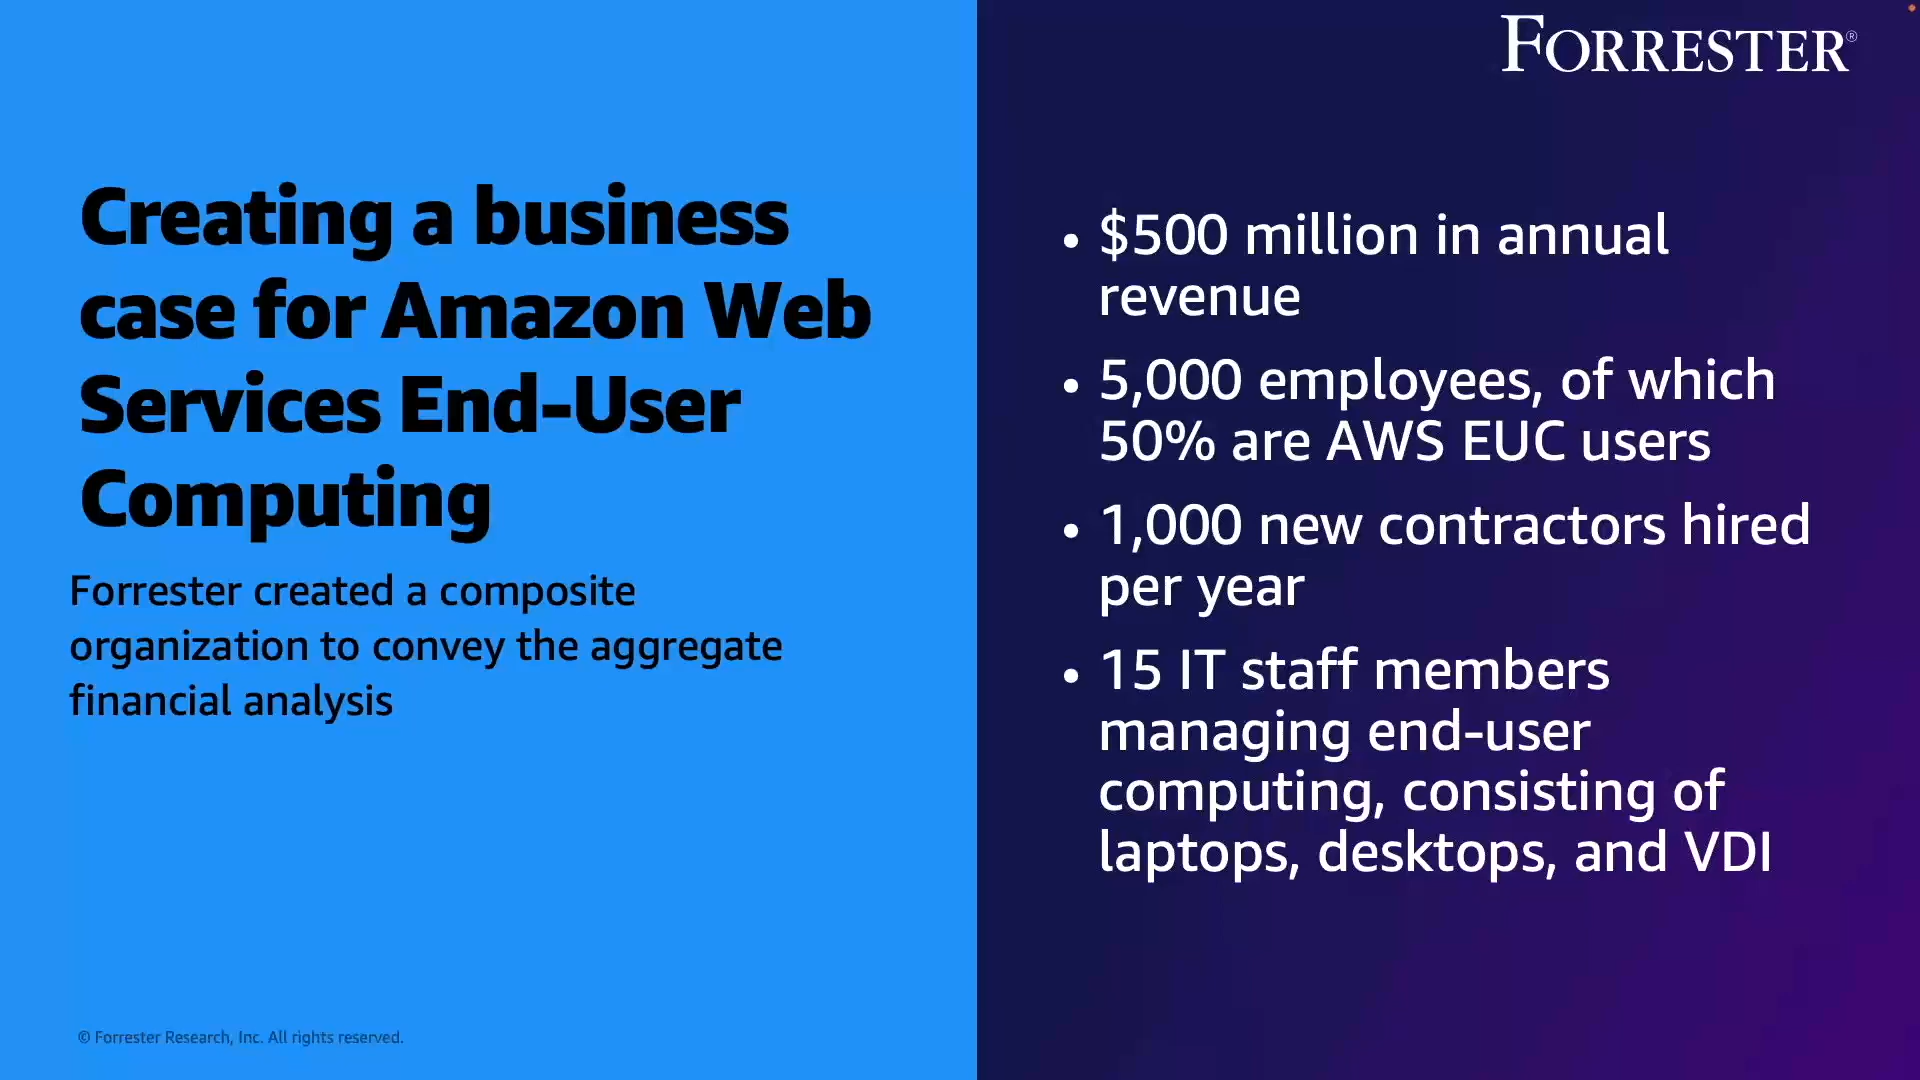 FORRESTER®
Creating a business
case for Amazon Web
Services End-User
Computing
Forrester created a composite
organization to convey the aggregate
financial analysis
• $500 million in annual
revenue
• 5,000 employees, of which
50% are AWS EUC users
• 1,000 new contractors hired
per year
• 15 IT staff members
managing end-user
computing, consisting of
laptops, desktops, and VDI
© Forrester Research, Inc. All rights reserved.